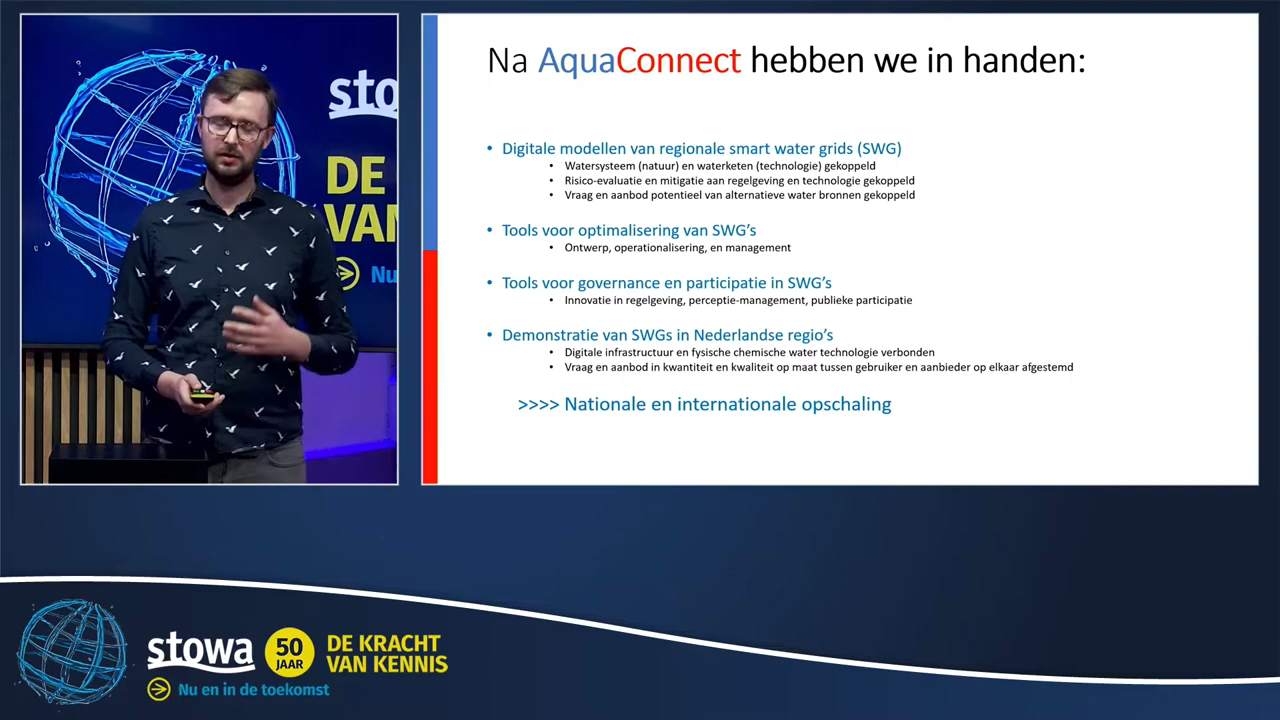 stowa
DE
VAN
Nu
Na AquaConnect hebben we in handen:
• Digitale modellen van regionale smart water grids (SWG)
• Watersysteem (natuur) en waterketen (technologie) gekoppeld
• Risico-evaluatie en mitigatie aan regelgeving en technologie gekoppeld
• Vraag en aanbod potentieel van alternatieve water bronnen gekoppeld
• Tools voor optimalisering van SWG's
• Ontwerp, operationalisering, en management
• Tools voor governance en participatie in SWG's
• Innovatie in regelgeving, perceptie-management, publieke participatie
• Demonstratie van SWGs in Nederlandse regio's
• Digitale infrastructuur en fysische chemische water technologie verbonden
• Vraag en aanbod in kwantiteit en kwaliteit op maat tussen gebruiker en aanbieder op elkaar afgestemd
>>>> Nationale en internationale opschaling
stowa
50
JAAR
DE KRACHT
VAN KENNIS
Nu en in de toekomst